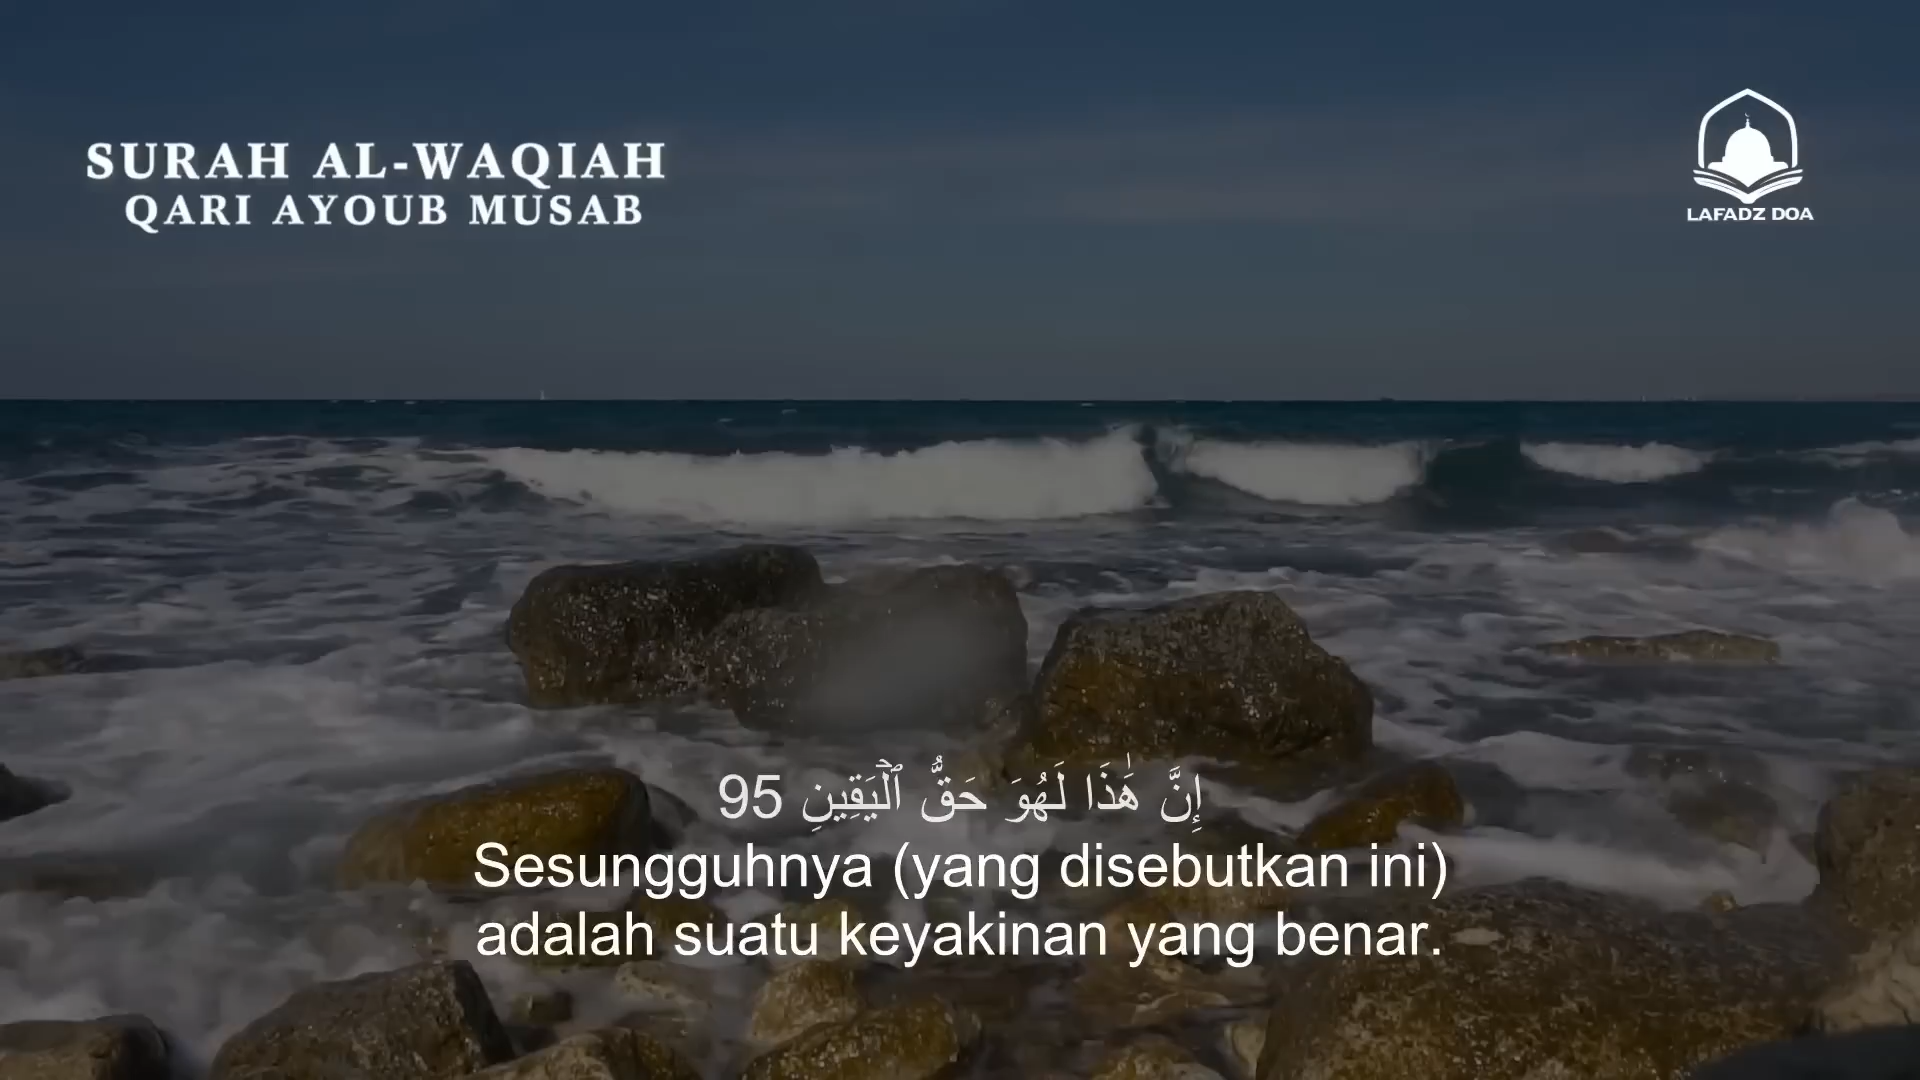 SURAH AL-WAQIAH
QARI AYOUB MUSAB
LAFADZ DOA
إِنَّ هَٰذَا لَهُوَ حَقُّ ٱلْيَقِينِ 95
Sesungguhnya (yang disebutkan ini)
adalah suatu keyakinan yang benar.